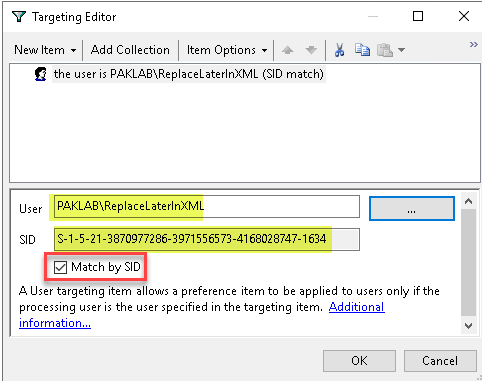 Targeting Editor
New Item Add Collection Item Options »
the user is PAKLAB\ReplaceLaterInXML (SID match)
User PAKLAB\ReplaceLaterInXML ...
SID S-1-5-21-3870977286-3971556573-4168028747-1634
Match by SID
A User targeting item allows a preference item to be applied to users only if the
processing user is the user specified in the targeting item. Additional
information...
OK Cancel